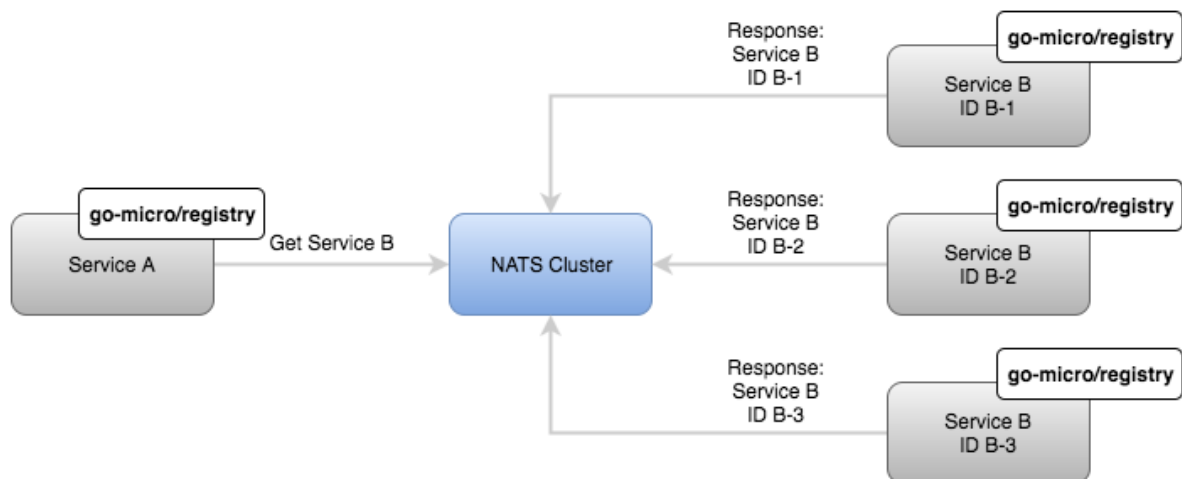 go-micro/registry
Service A
Get Service B
NATS Cluster
Response:
Service B
ID B-1
go-micro/registry
Service B
ID B-1
Response:
Service B
ID B-2
go-micro/registry
Service B
ID B-2
Response:
Service B
ID B-3
go-micro/registry
Service B
ID B-3